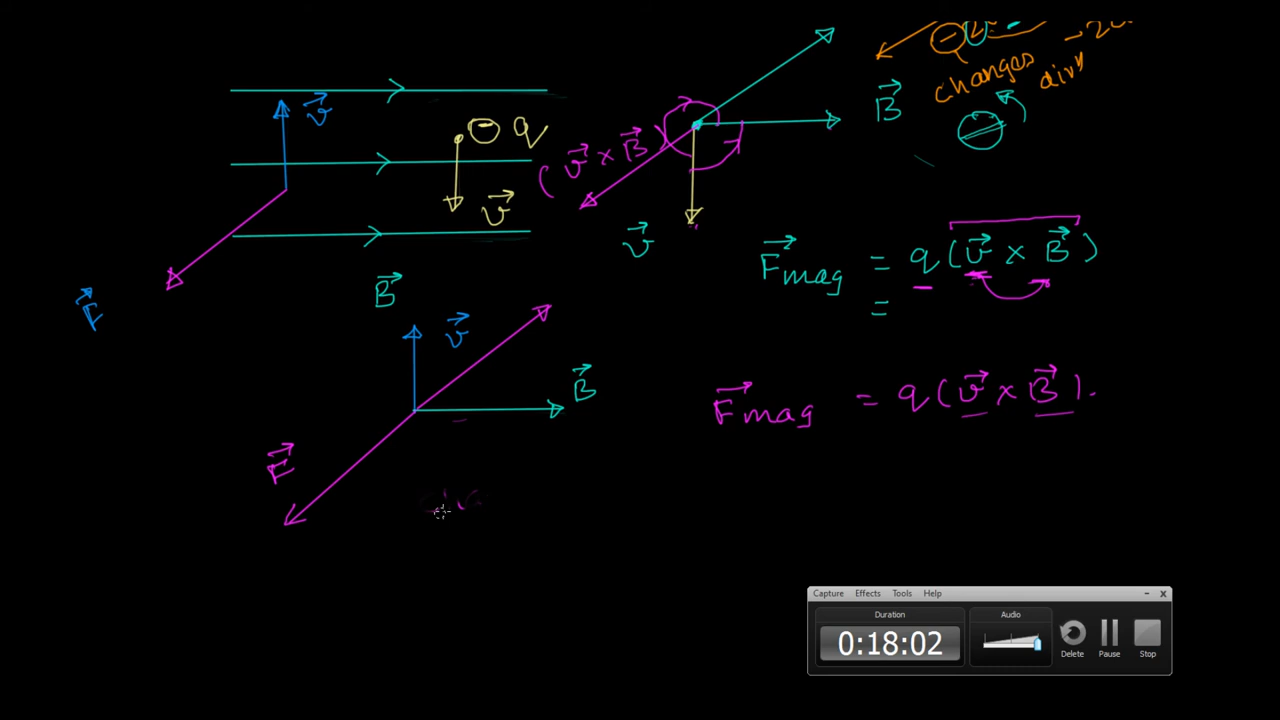 changes
dirⁿ
B⃗
v⃗
⊖ q
(v⃗ × B⃗)
v⃗
v⃗
F⃗mag = q(v⃗ × B⃗)
=
B⃗
F⃗
v⃗
B⃗
F⃗mag = q(v⃗ × B⃗).
F⃗
Capture Effects Tools Help
Duration
Audio
0:18:02
Delete Pause Stop